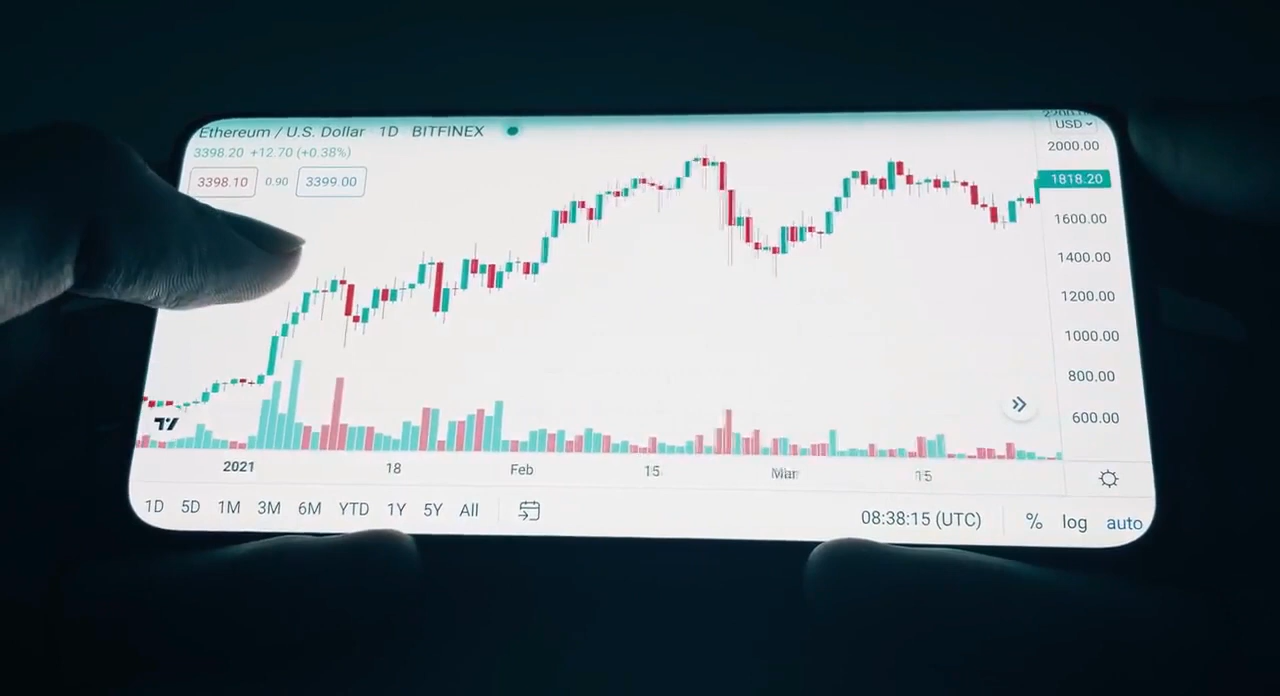 Ethereum / U.S. Dollar 1D BITFINEX
3398.20 +12.70 (+0.38%)
3398.10 0.90 3399.00
USD
2000.00
1818.20
1600.00
1400.00
1200.00
1000.00
800.00
600.00
TV
2021 18 Feb 15 Mar 15
1D 5D 1M 3M 6M YTD 1Y 5Y All
08:38:15 (UTC) % log auto